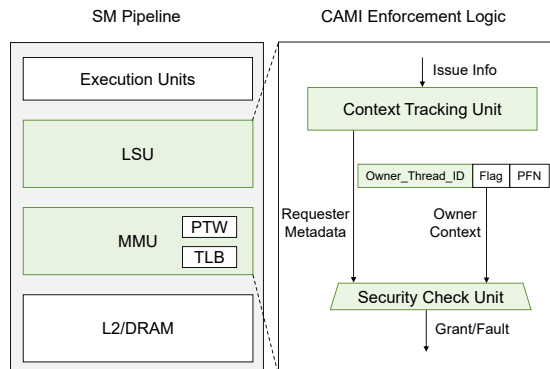 SM Pipeline
Execution Units
LSU
MMU
PTW
TLB
L2/DRAM
CAMI Enforcement Logic
Issue Info
Context Tracking Unit
Owner_Thread_ID
Flag
PFN
Requester
Metadata
Owner
Context
Security Check Unit
Grant/Fault